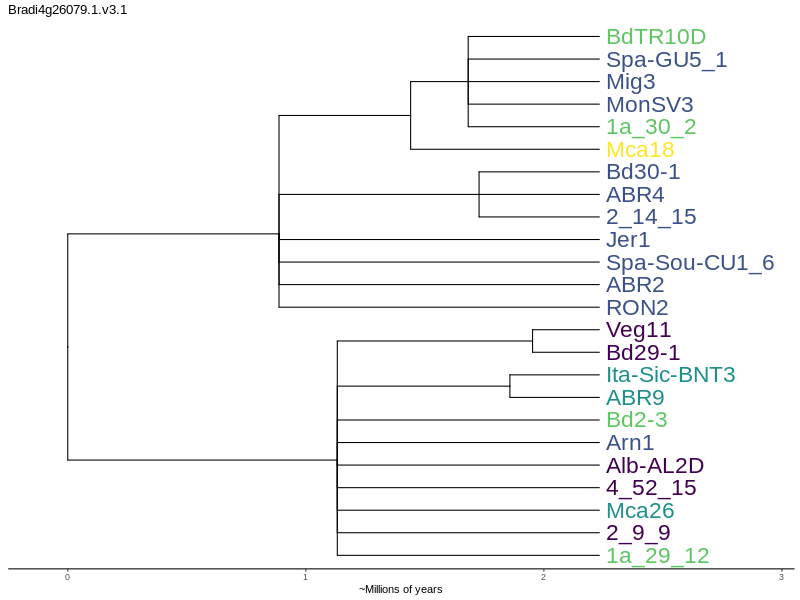 Bradi4g26079.1.v3.1
BdTR10D
Spa-GU5_1
Mig3
MonSV3
1a_30_2
Mca18
Bd30-1
ABR4
2_14_15
Jer1
Spa-Sou-CU1_6
ABR2
RON2
Veg11
Bd29-1
Ita-Sic-BNT3
ABR9
Bd2-3
Arn1
Alb-AL2D
4_52_15
Mca26
2_9_9
1a_29_12
0 1 2 3
~Millions of years